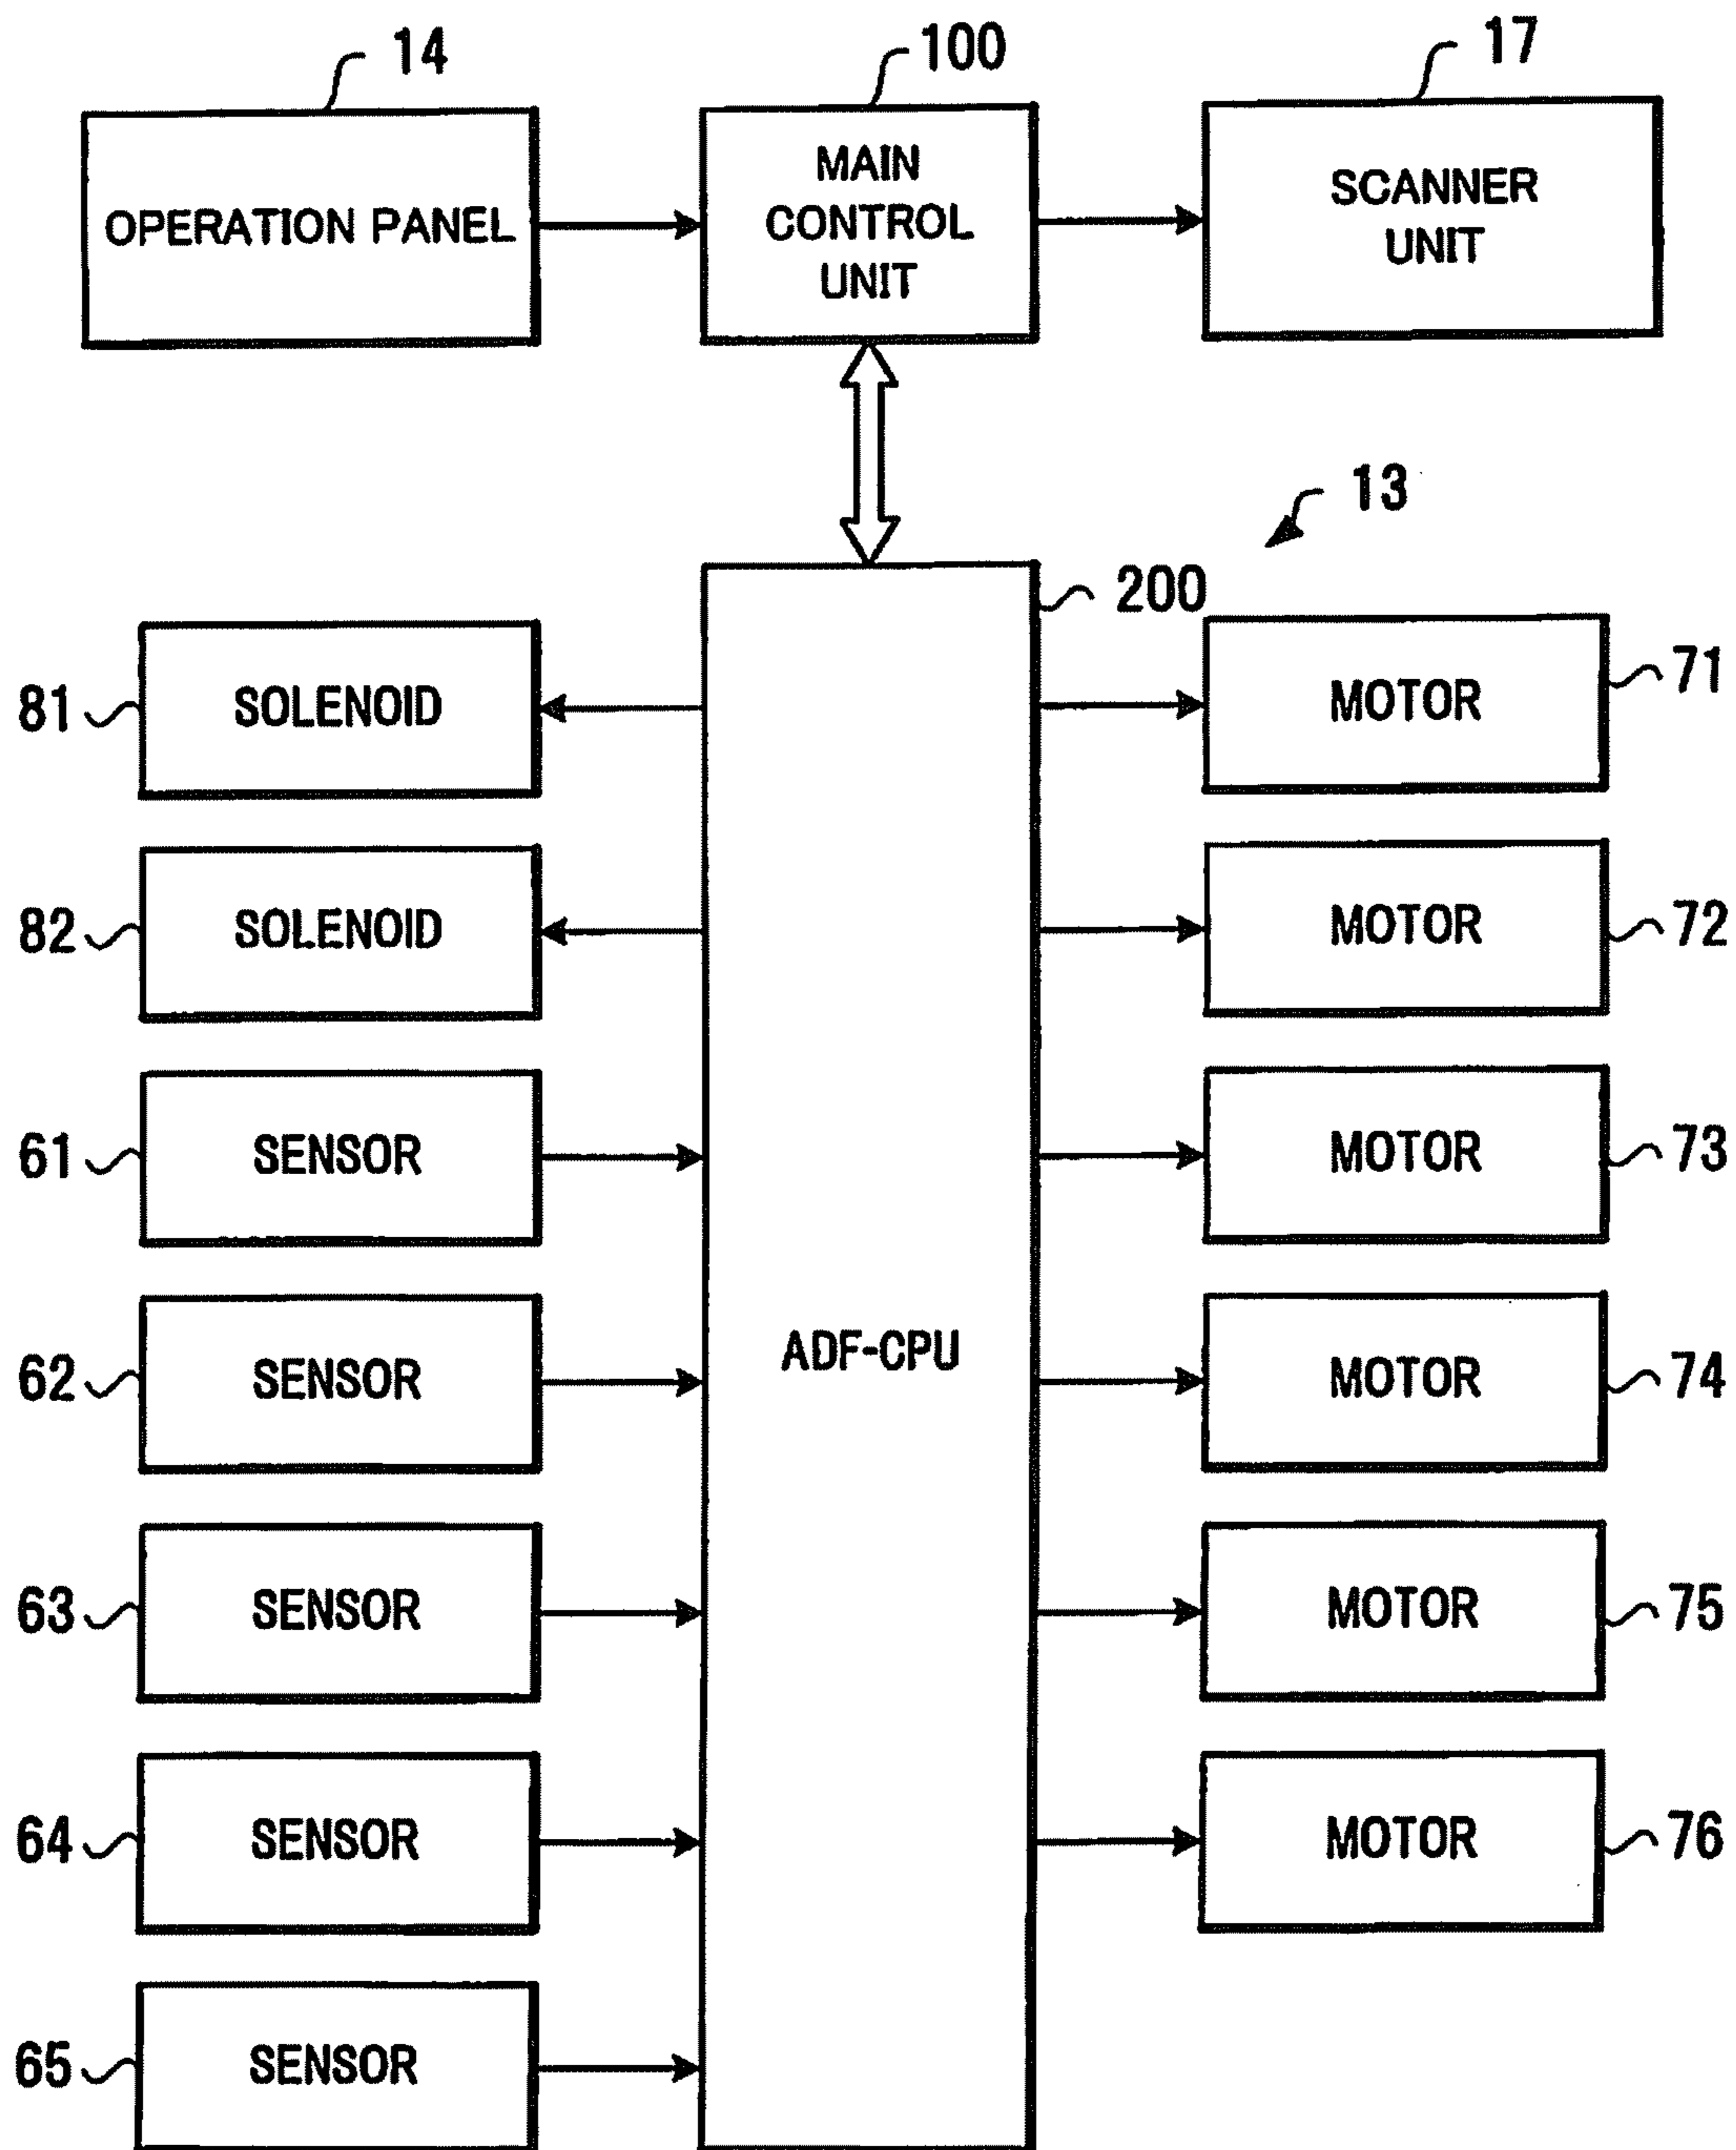 14
100
17
OPERATION PANEL
MAIN
CONTROL
UNIT
SCANNER
UNIT
13
200
81
SOLENOID
MOTOR
71
82
SOLENOID
MOTOR
72
61
SENSOR
MOTOR
73
62
SENSOR
ADF-CPU
MOTOR
74
63
SENSOR
MOTOR
75
64
SENSOR
MOTOR
76
65
SENSOR